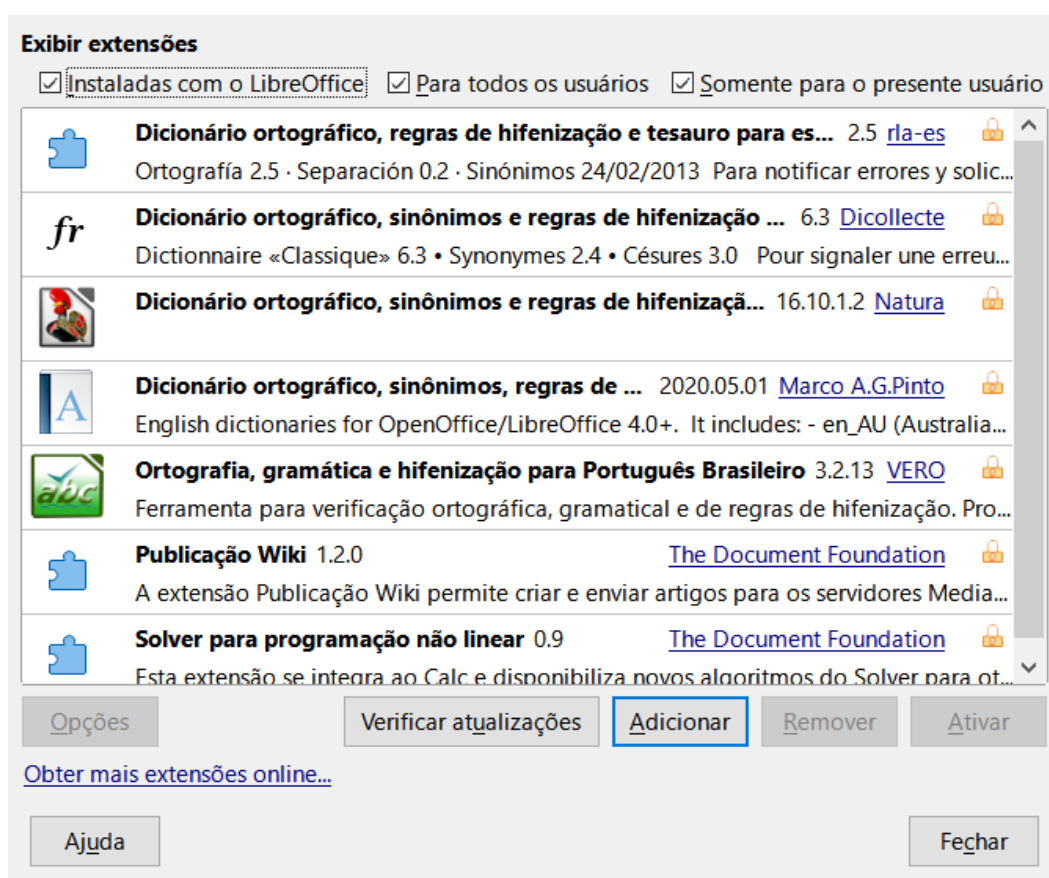 Exibir extensões
Instaladas com o LibreOffice Para todos os usuários Somente para o presente usuário
Dicionário ortográfico, regras de hifenização e tesauro para es... 2.5 rla-es
Ortografía 2.5 · Separación 0.2 · Sinónimos 24/02/2013 Para notificar errores y solic...
fr
Dicionário ortográfico, sinônimos e regras de hifenização ... 6.3 Dicollecte
Dictionnaire «Classique» 6.3 • Synonymes 2.4 • Césures 3.0 Pour signaler une erreu...
Dicionário ortográfico, sinônimos e regras de hifenizaçã... 16.10.1.2 Natura
A
Dicionário ortográfico, sinônimos, regras de ... 2020.05.01 Marco A.G.Pinto
English dictionaries for OpenOffice/LibreOffice 4.0+. It includes: - en_AU (Australia...
abc
Ortografia, gramática e hifenização para Português Brasileiro 3.2.13 VERO
Ferramenta para verificação ortográfica, gramatical e de regras de hifenização. Pro...
Publicação Wiki 1.2.0 The Document Foundation
A extensão Publicação Wiki permite criar e enviar artigos para os servidores Media...
Solver para programação não linear 0.9 The Document Foundation
Esta extensão se integra ao Calc e disponibiliza novos algoritmos do Solver para ot...
Opções Verificar atualizações Adicionar Remover Ativar
Obter mais extensões online...
Ajuda Fechar